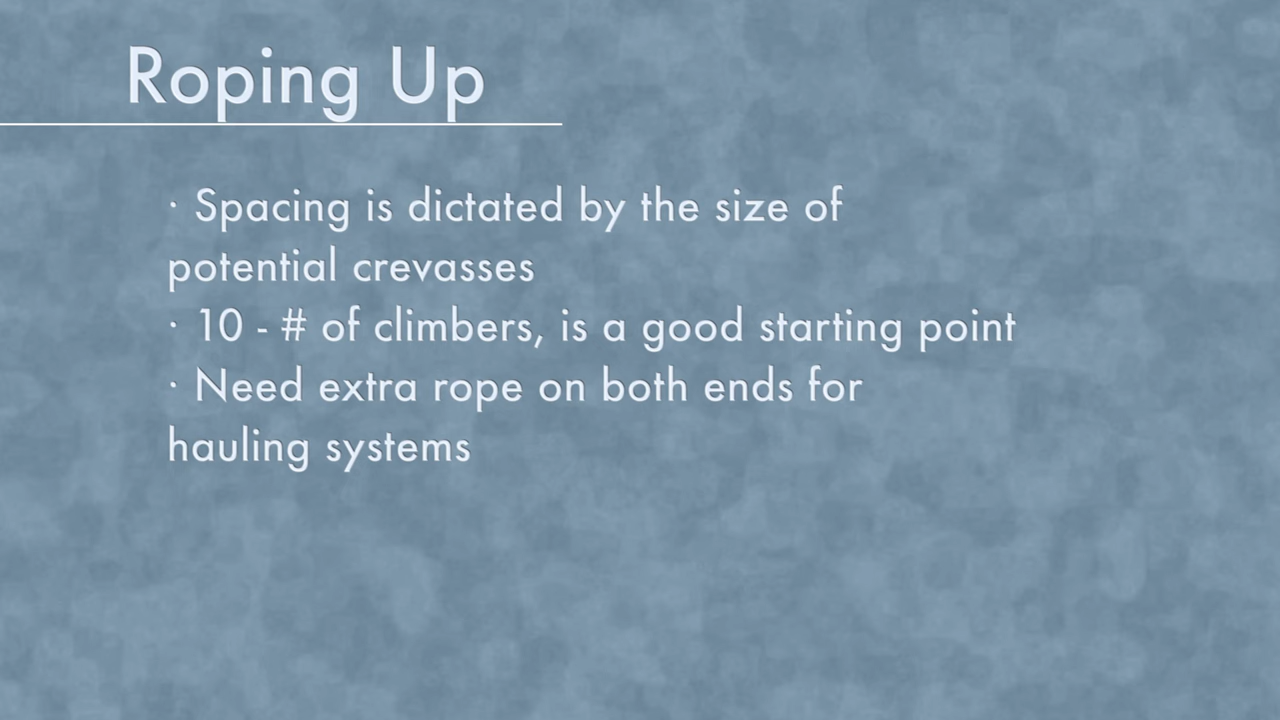 Roping Up
· Spacing is dictated by the size of
potential crevasses
· 10 - # of climbers, is a good starting point
· Need extra rope on both ends for
hauling systems